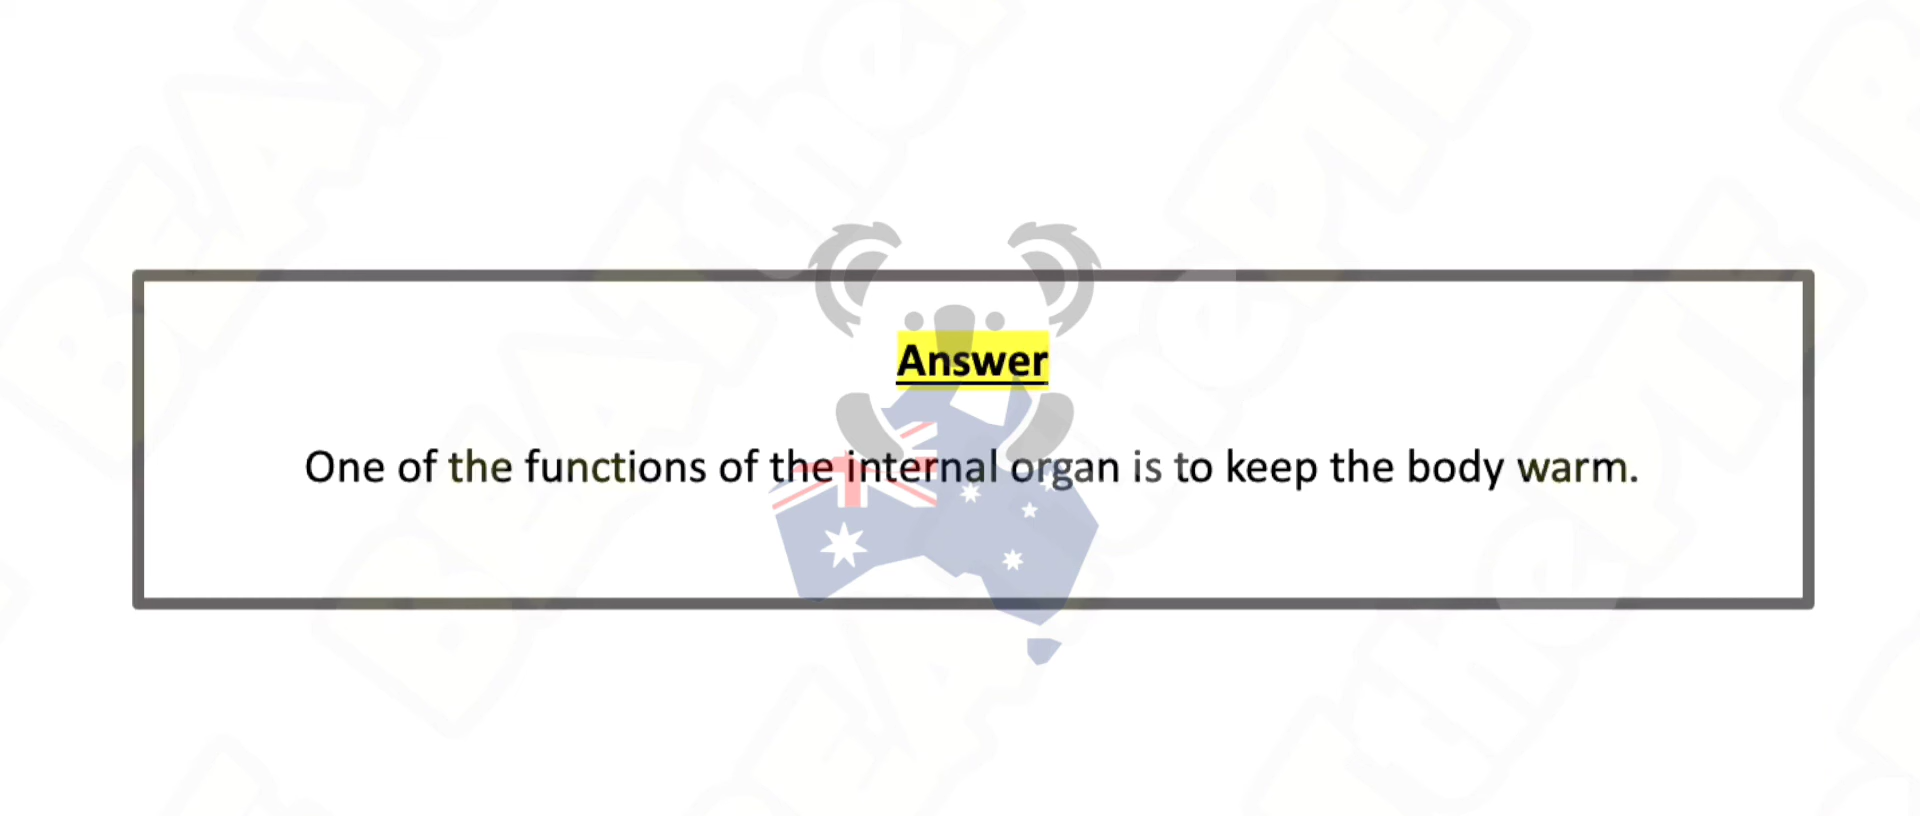 Answer
One of the functions of the internal organ is to keep the body warm.